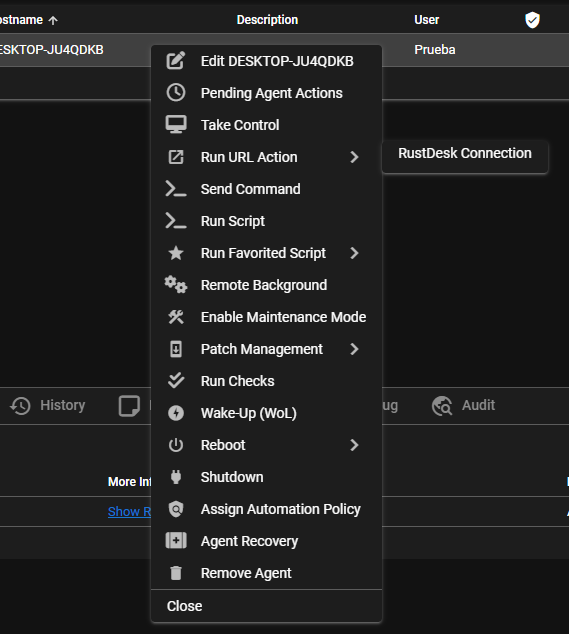 ostname Description User
ESKTOP-JU4QDKB Prueba
Edit DESKTOP-JU4QDKB
Pending Agent Actions
Take Control
Run URL Action
RustDesk Connection
Send Command
Run Script
Run Favorited Script
Remote Background
Enable Maintenance Mode
Patch Management
Run Checks
History ug Audit
Wake-Up (WoL)
Reboot
Shutdown
More Inf
Show R
Assign Automation Policy
Agent Recovery
Remove Agent
Close